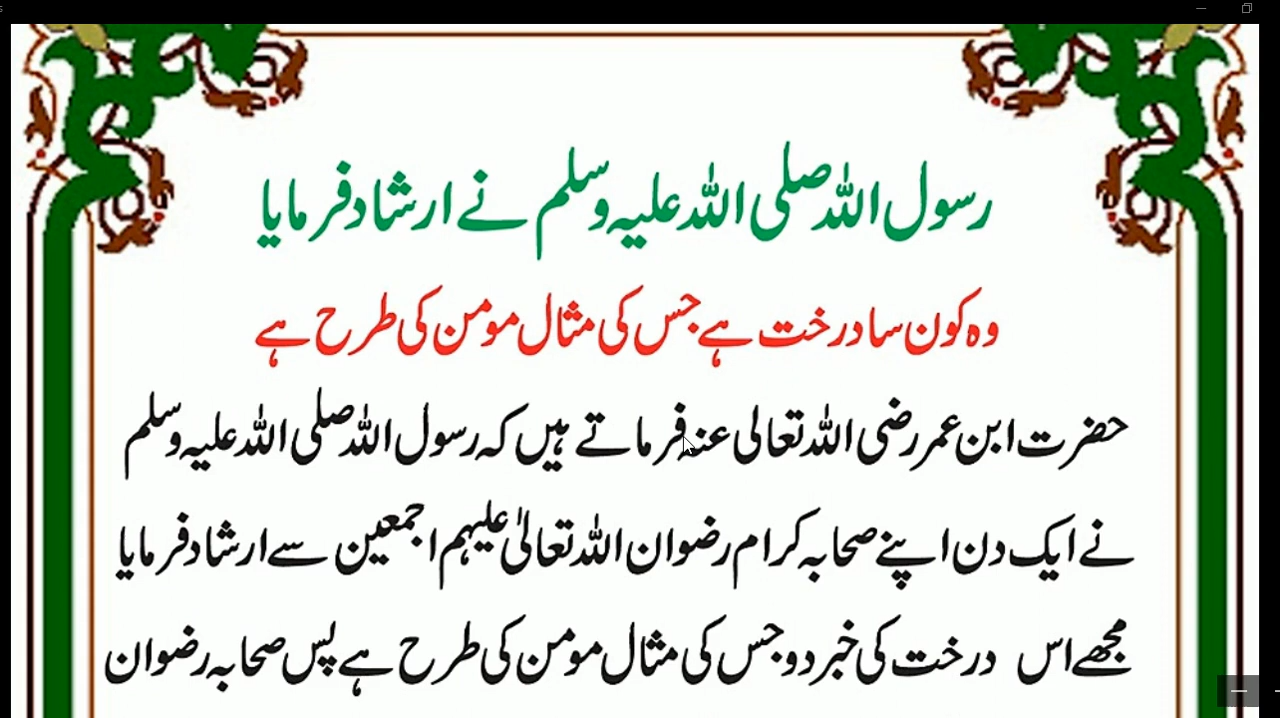 رسول اللہ صلی اللہ علیہ وسلم نے ارشاد فرمایا
وہ کون سا درخت ہے جس کی مثال مومن کی طرح ہے
حضرت ابن عمر رضی اللہ تعالی عنہ فرماتے ہیں کہ رسول اللہ صلی اللہ علیہ وسلم
نے ایک دن اپنے صحابہ کرام رضوان اللہ تعالیٰ علیہم اجمعین سے ارشاد فرمایا
مجھے اس درخت کی خبر دو جس کی مثال مومن کی طرح ہے پس صحابہ رضوان